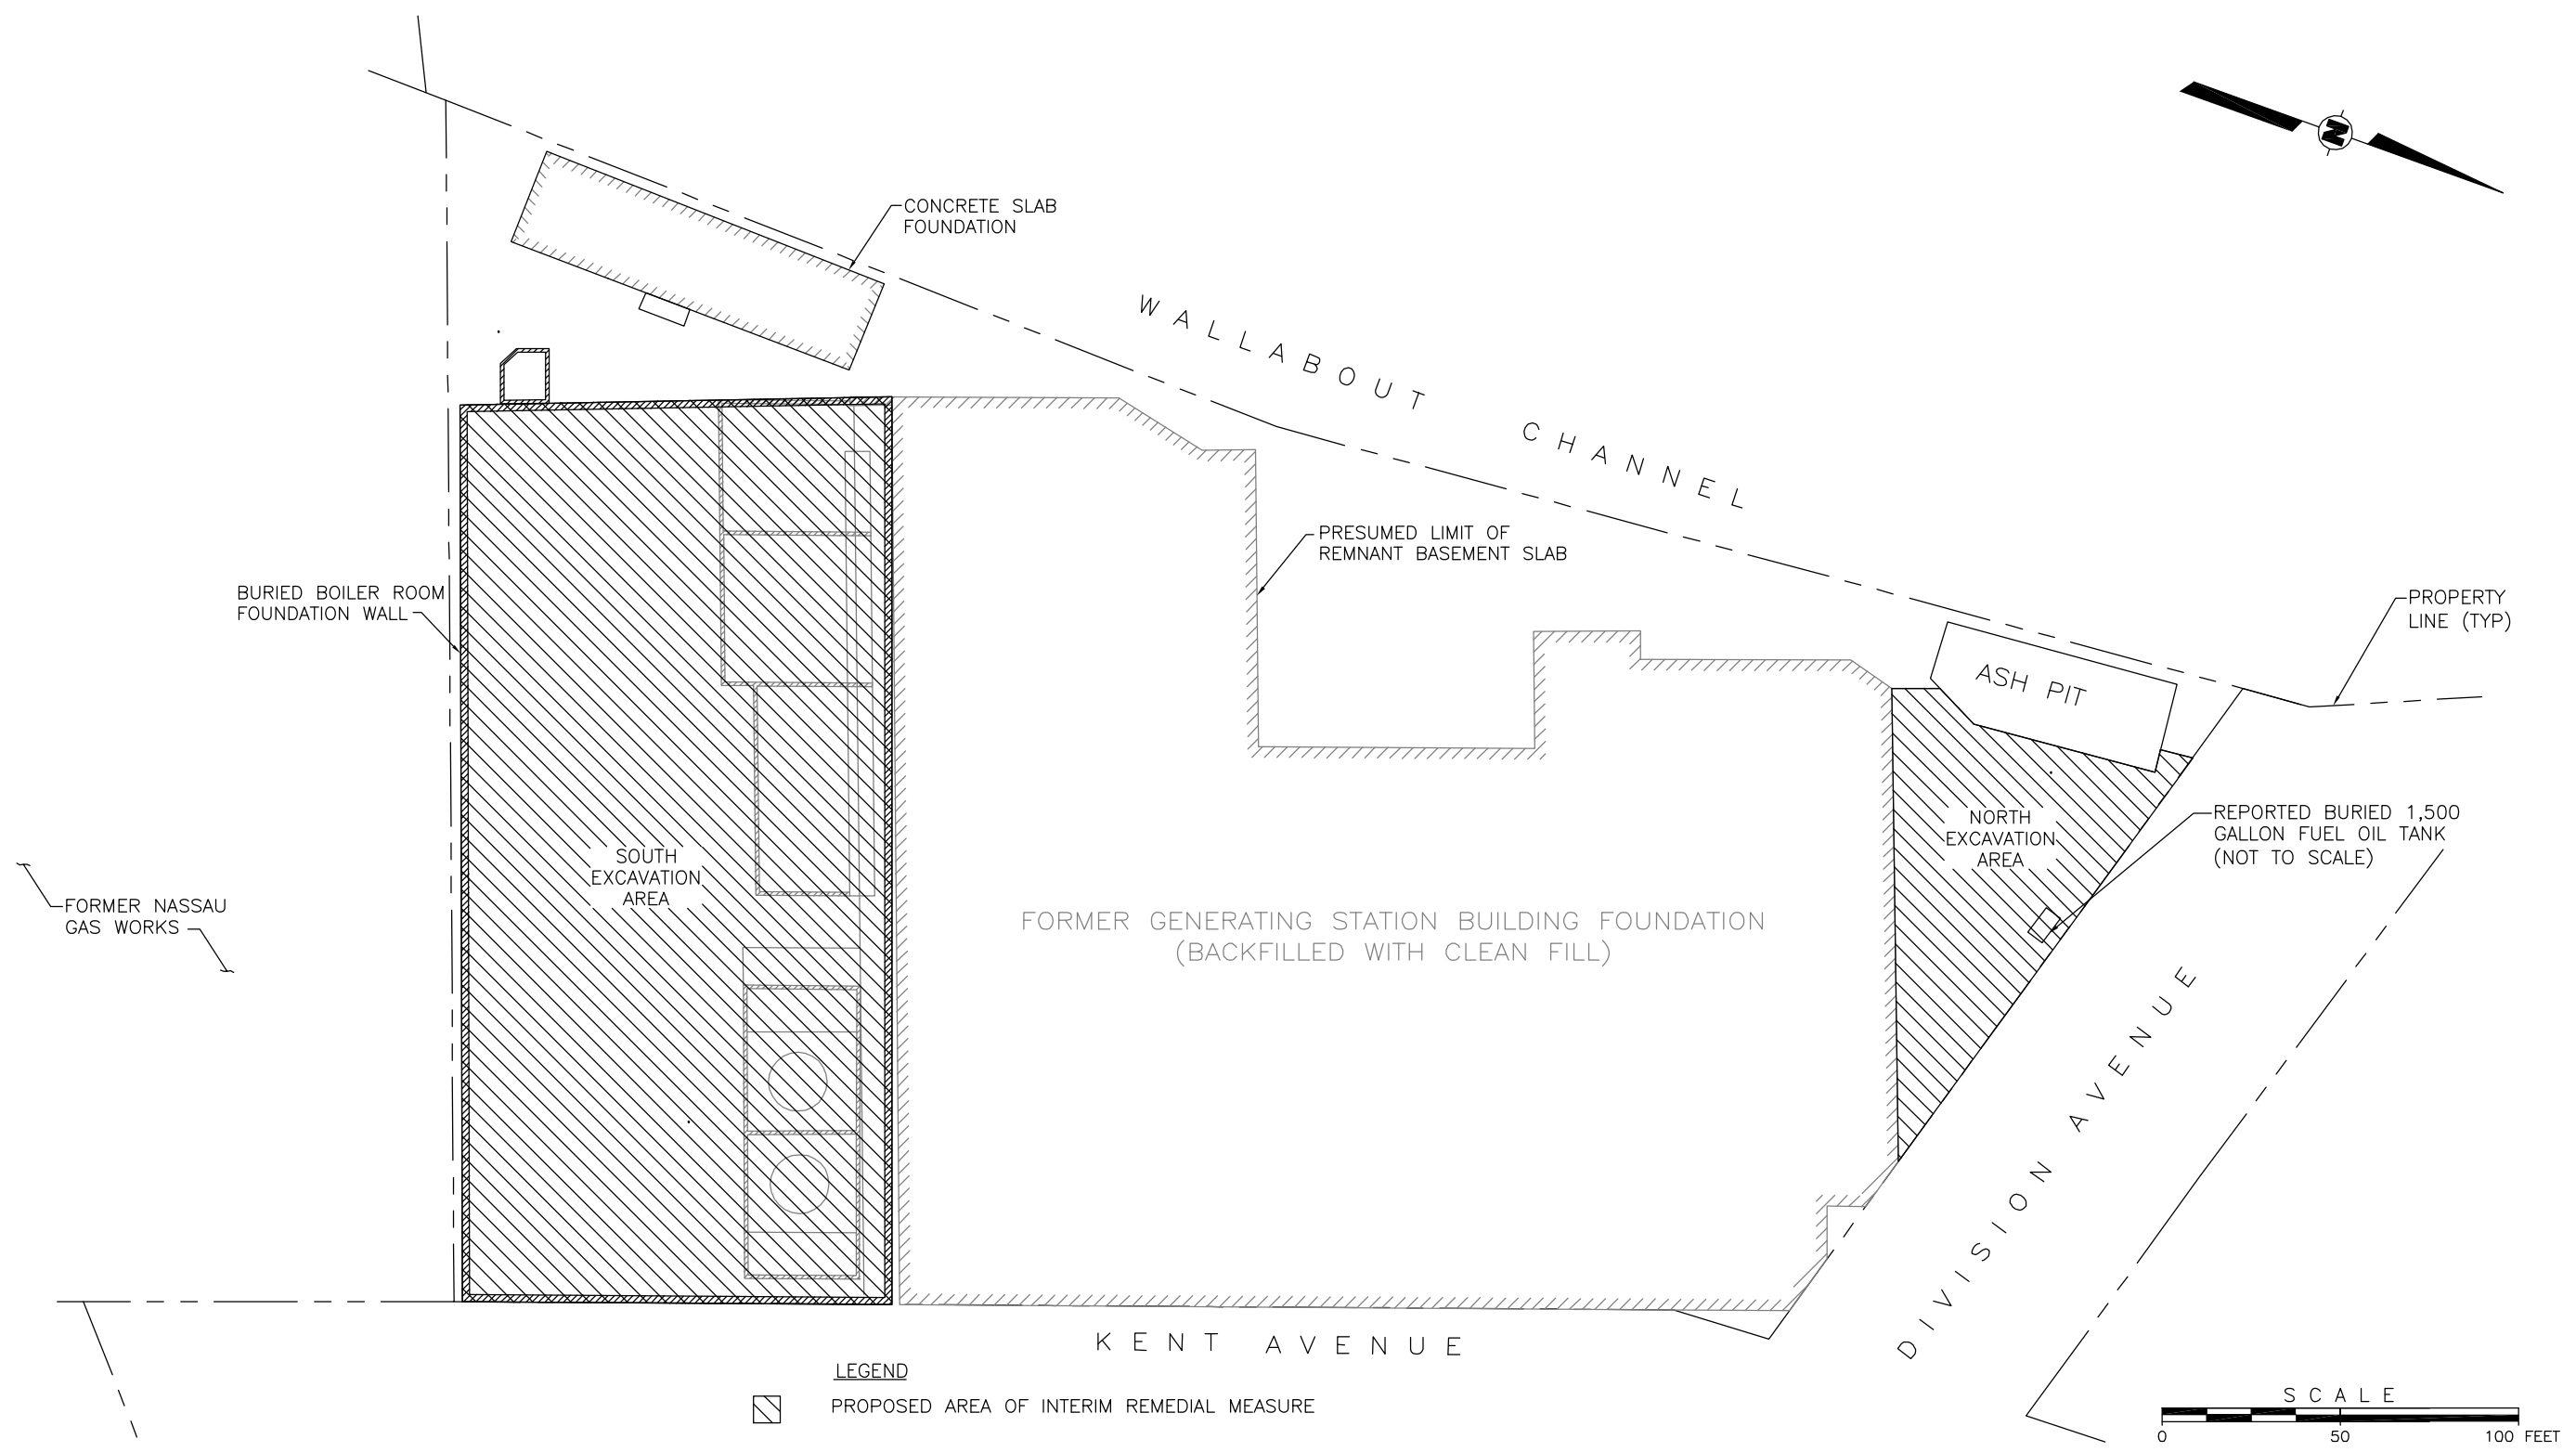 N
CONCRETE SLAB
FOUNDATION
WALLABOUT CHANNEL
PRESUMED LIMIT OF
REMNANT BASEMENT SLAB
BURIED BOILER ROOM
FOUNDATION WALL
PROPERTY
LINE (TYP)
ASH PIT
NORTH
EXCAVATION
AREA
REPORTED BURIED 1,500
GALLON FUEL OIL TANK
(NOT TO SCALE)
SOUTH
EXCAVATION
AREA
FORMER NASSAU
GAS WORKS
FORMER GENERATING STATION BUILDING FOUNDATION
(BACKFILLED WITH CLEAN FILL)
DIVISION AVENUE
KENT AVENUE
LEGEND
PROPOSED AREA OF INTERIM REMEDIAL MEASURE
SCALE
0 50 100 FEET